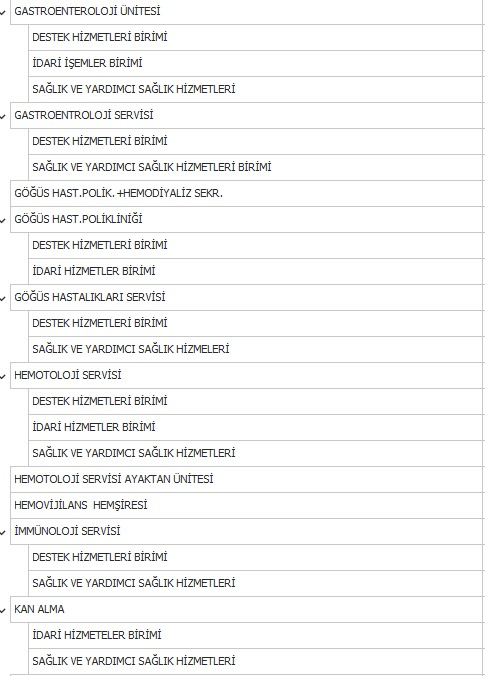 GASTROENTEROLOJİ ÜNİTESİ
DESTEK HİZMETLERİ BİRİMİ
İDARİ İŞEMLER BİRİMİ
SAĞLIK VE YARDIMCI SAĞLIK HİZMETLERİ
GASTROENTROLOJİ SERVİSİ
DESTEK HİZMETLERİ BİRİMİ
SAĞLIK VE YARDIMCI SAĞLIK HİZMETLERİ BİRİMİ
GÖĞÜS HAST.POLİK. +HEMODİYALİZ SEKR.
GÖĞÜS HAST.POLİKLİNİĞİ
DESTEK HİZMETLERİ BİRİMİ
İDARİ HİZMETLER BİRİMİ
GÖĞÜS HASTALIKLARI SERVİSİ
DESTEK HİZMETLERİ BİRİMİ
SAĞLIK VE YARDIMCI SAĞLIK HİZMELERİ
HEMOTOLOJİ SERVİSİ
DESTEK HİZMETLERİ BİRİMİ
İDARİ HİZMETLER BİRİMİ
SAĞLIK VE YARDIMCI SAĞLIK HİZMETLERİ
HEMOTOLOJİ SERVİSİ AYAKTAN ÜNİTESİ
HEMOVİJİLANS  HEMŞİRESİ
İMMÜNOLOJİ SERVİSİ
DESTEK HİZMETLERİ BİRİMİ
SAĞLIK VE YARDIMCI SAĞLIK HİZMETLERİ
KAN ALMA
İDARİ HİZMETELER BİRİMİ
SAĞLIK VE YARDIMCI SAĞLIK HİZMETLERİ